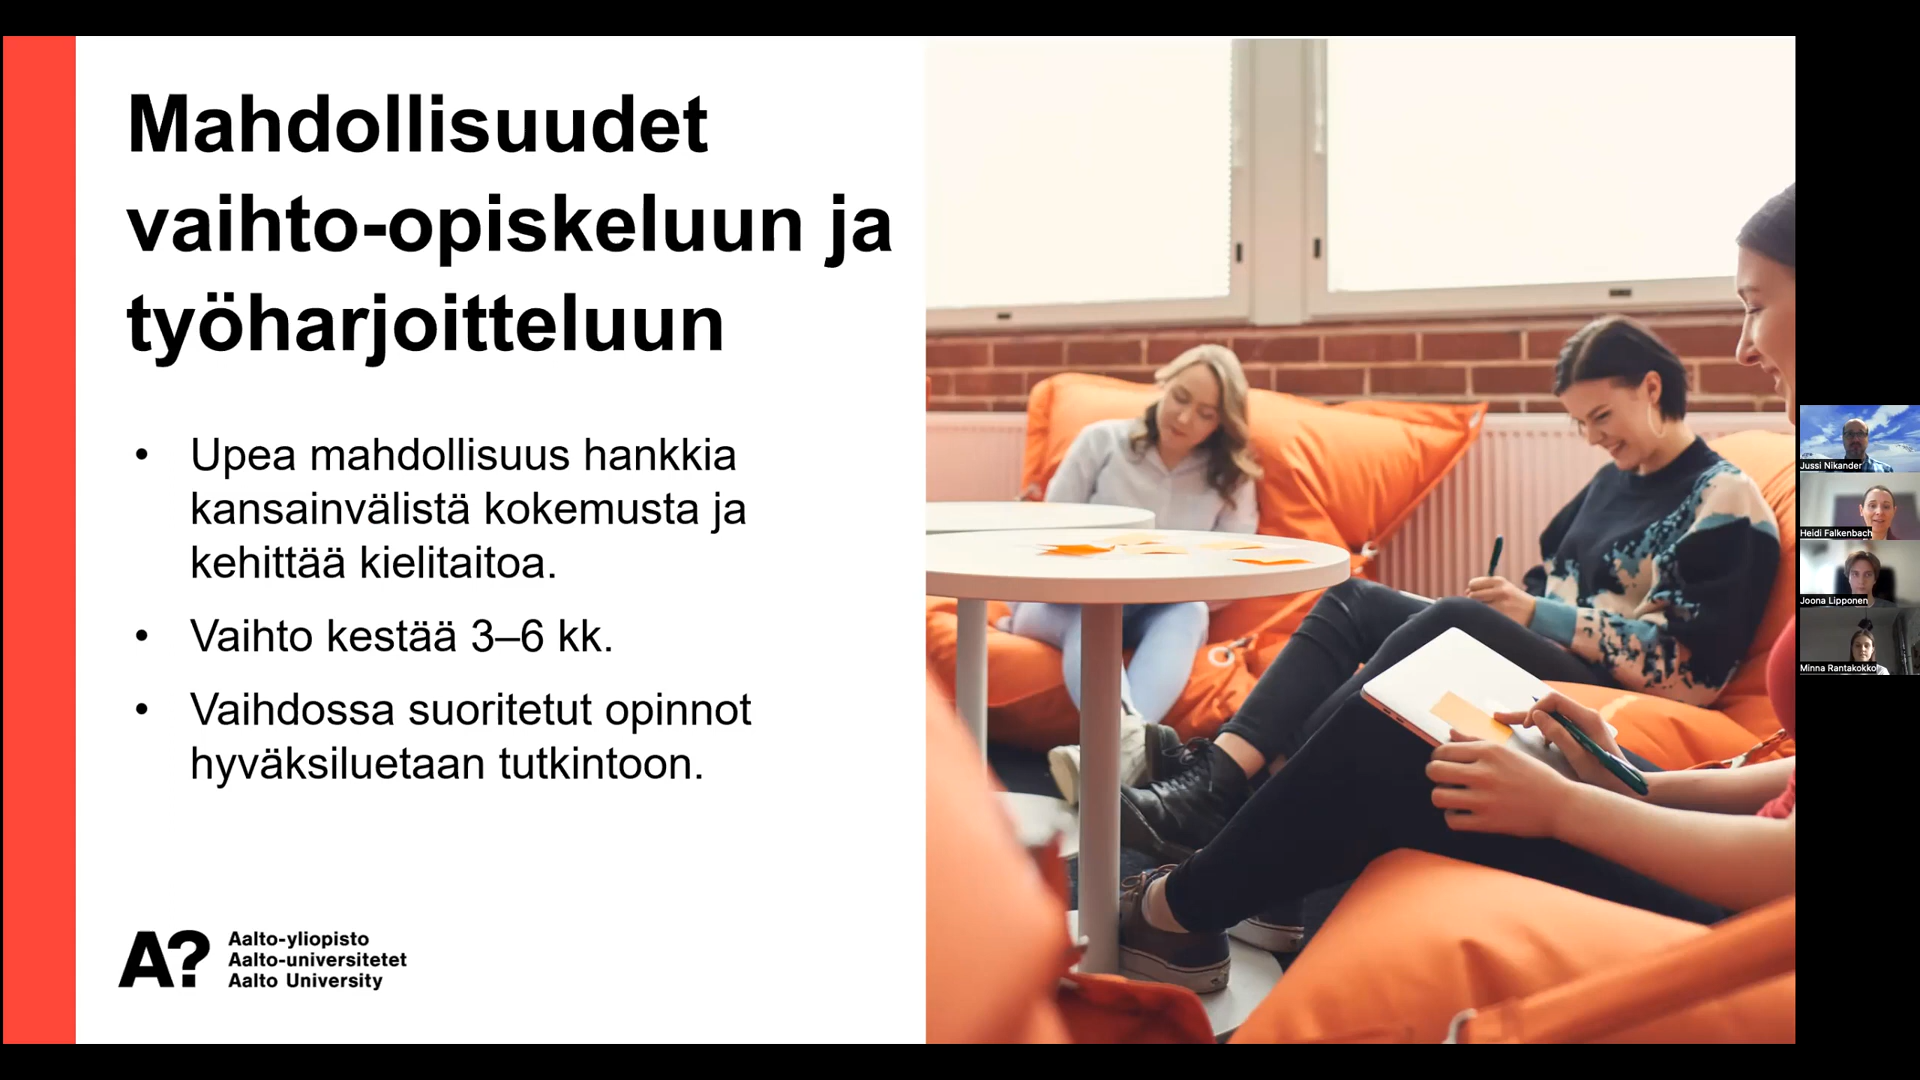 Mahdollisuudet
vaihto-opiskeluun ja
työharjoitteluun
• Upea mahdollisuus hankkia
kansainvälistä kokemusta ja
kehittää kielitaitoa.
• Vaihto kestää 3–6 kk.
• Vaihdossa suoritetut opinnot
hyväksiluetaan tutkintoon.
A?
Aalto-yliopisto
Aalto-universitetet
Aalto University
Jussi Nikander
Heidi Falkenbach
Joona Lipponen
Minna Rantakokko